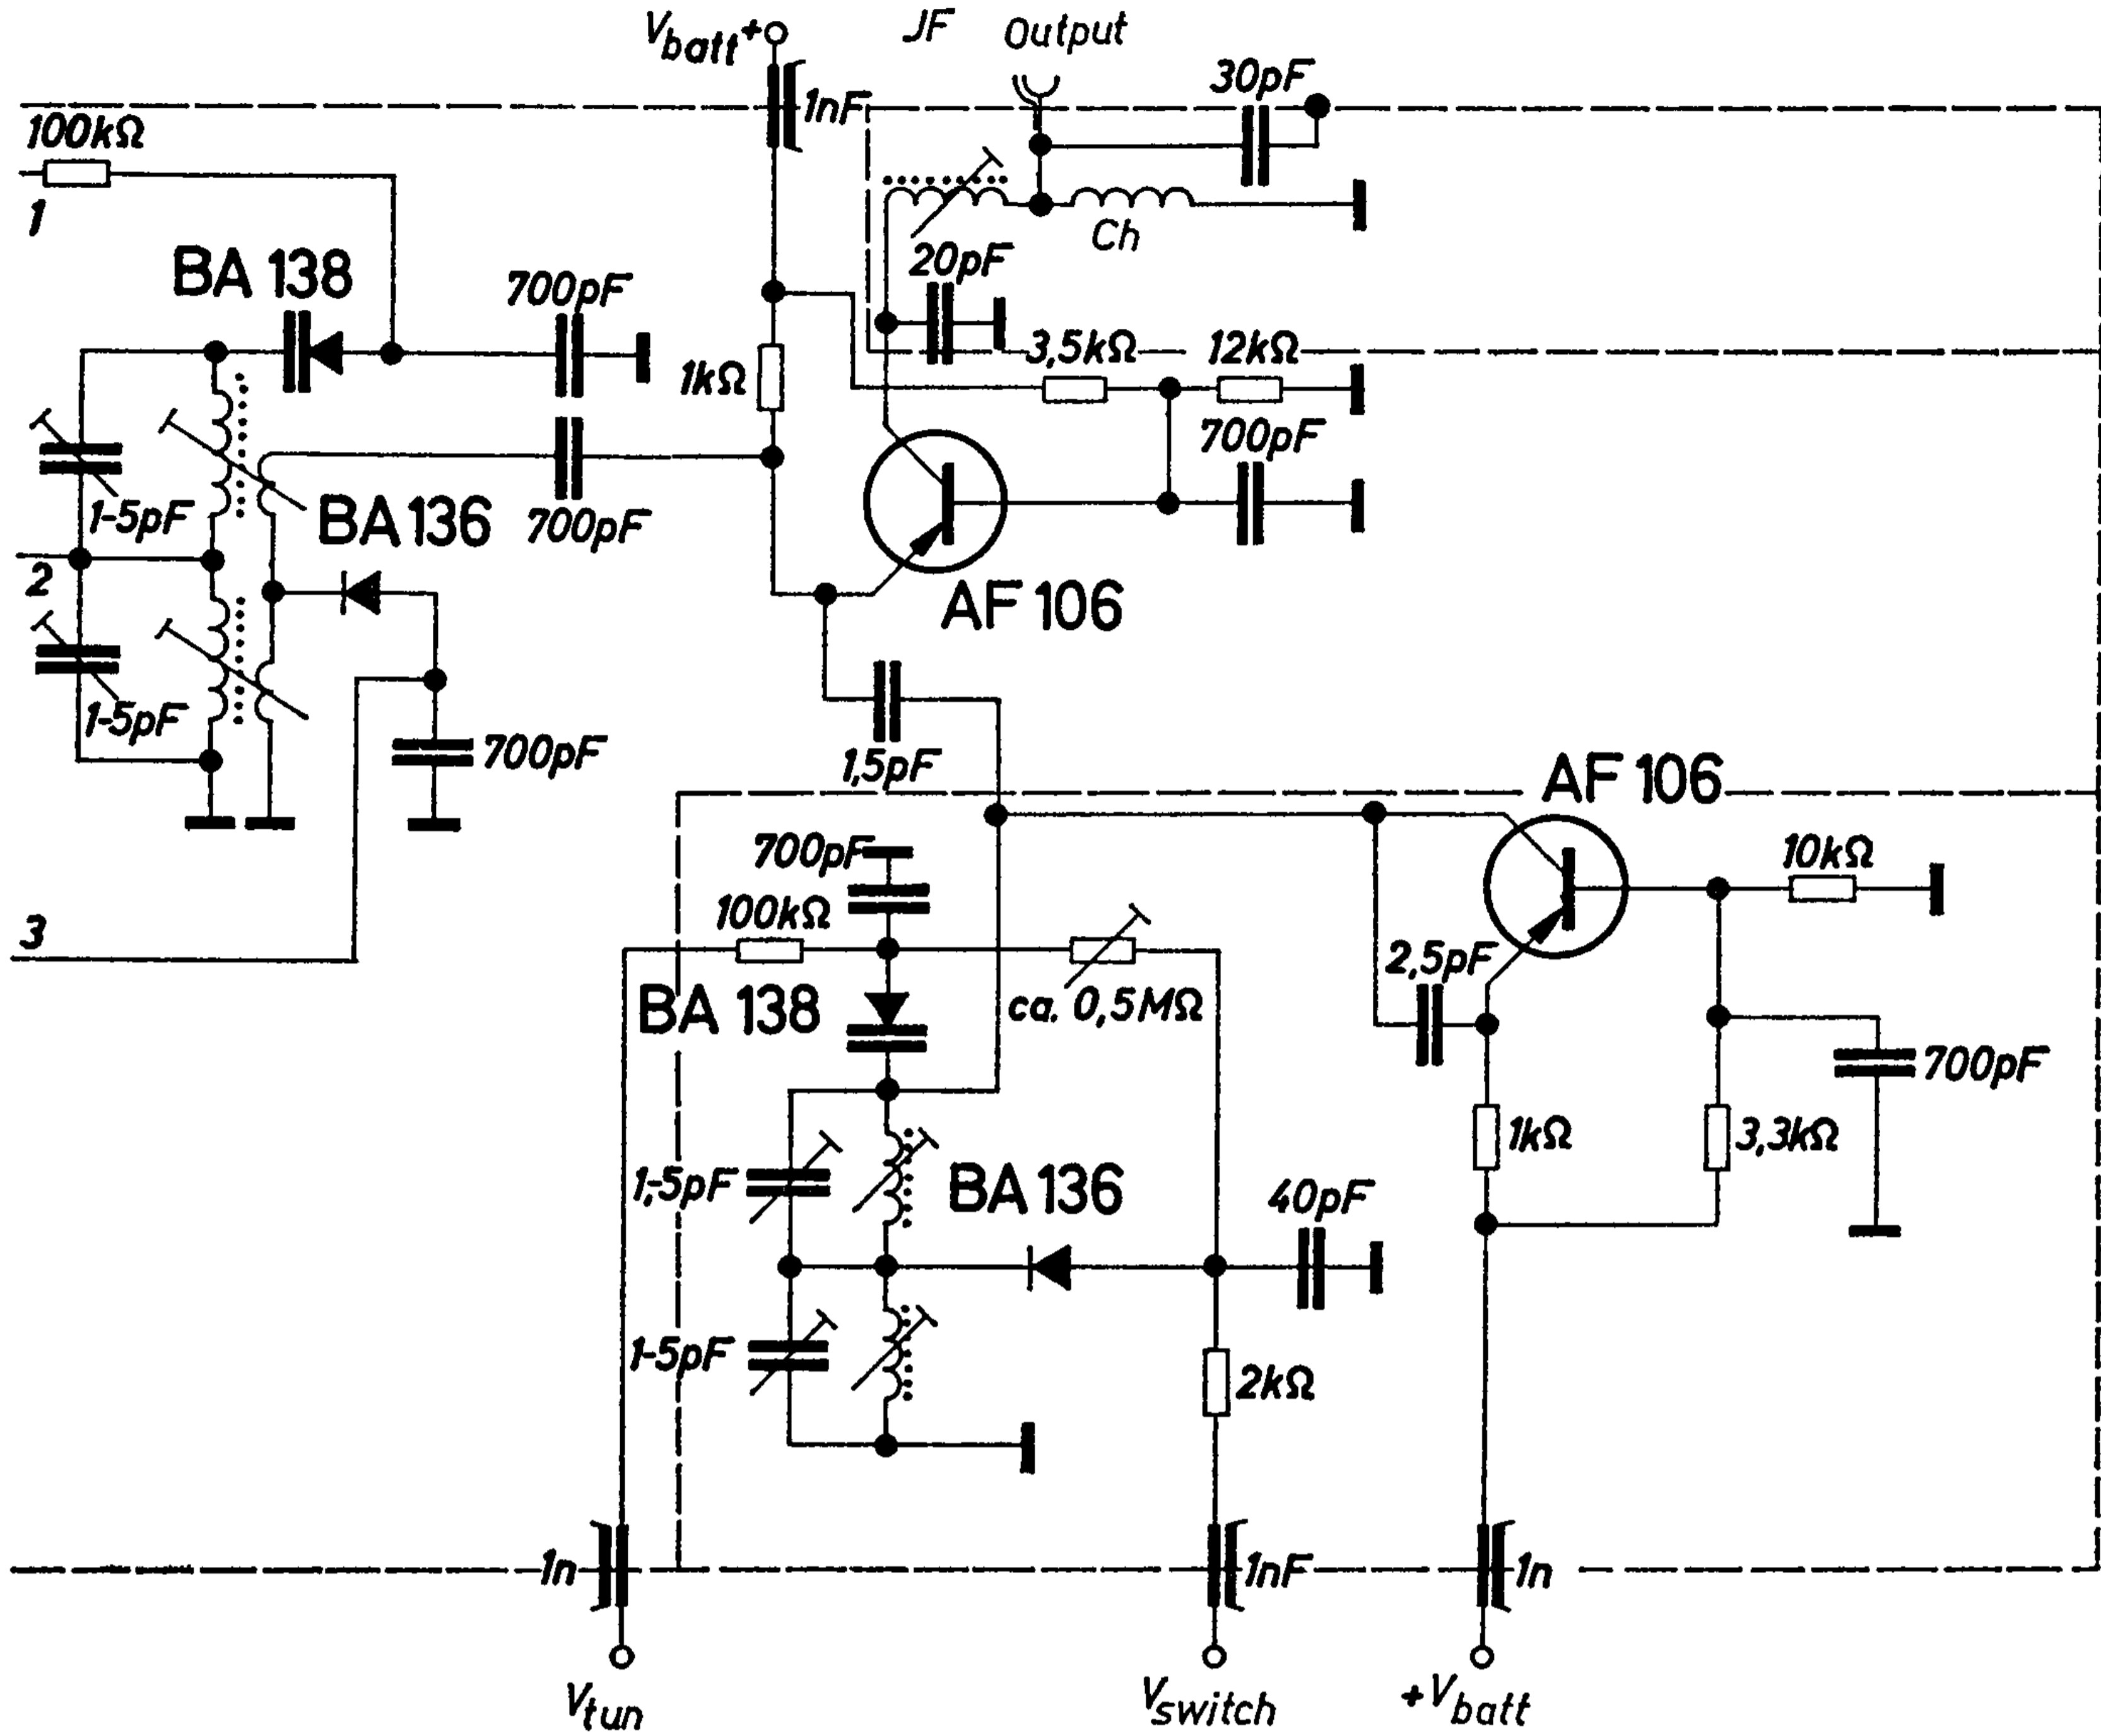 Vbatt+
JF Output
30pF
1nF
100kΩ
1
Ch
BA 138
700pF
20pF
3,5kΩ
12kΩ
1kΩ
700pF
1-5pF
BA 136
700pF
2
AF 106
1-5pF
700pF
1,5pF
AF 106
700pF
10kΩ
100kΩ
3
2,5pF
BA 138
ca. 0,5MΩ
700pF
1kΩ
3,3kΩ
1-5pF
BA 136
40pF
1-5pF
2kΩ
1n
1nF
1n
Vtun
Vswitch
+Vbatt